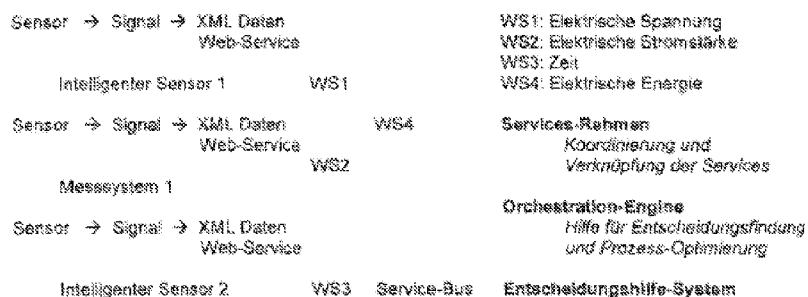 Sensor → Signal → XML Daten
Web-Service
Intelligenter Sensor 1 WS1
Sensor → Signal → XML Daten WS4
Web-Service
WS2
Messsystem 1
Sensor → Signal → XML Daten
Web-Service
Intelligenter Sensor 2 WS3 Service-Bus
WS1: Elektrische Spannung
WS2: Elektrische Stromstärke
WS3: Zeit
WS4: Elektrische Energie
Services-Rahmen
Koordinierung und
Verknüpfung der Services
Orchestration-Engine
Hilfe für Entscheidungsfindung
und Prozess-Optimierung
Entscheidungshilfe-System